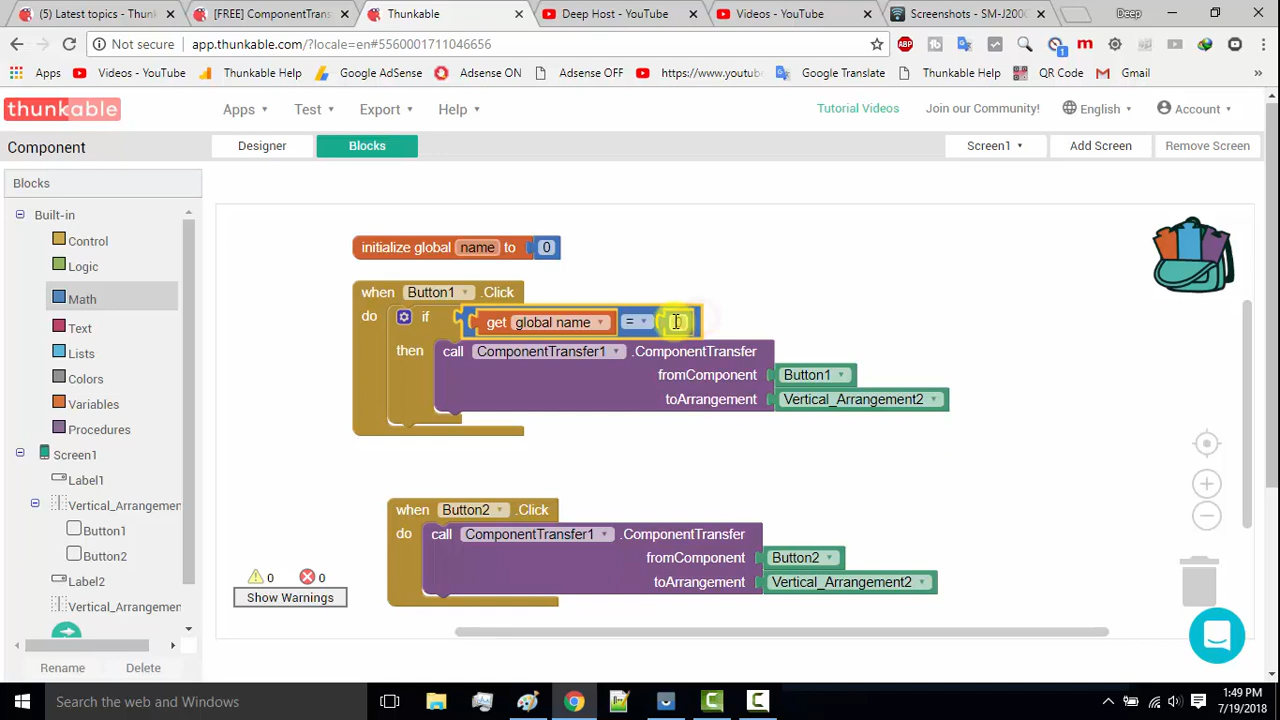 (5) Latest topics - Thunk
[FREE] ComponentTrans
Thunkable
Deep Host - YouTube
Videos - YouTube
Screenshots - SM-J200G
Deep
Not secure
app.thunkable.com/?locale=en#5560001711046656
Apps
Videos - YouTube
Thunkable Help
Google AdSense
Adsense ON
Adsense OFF
https://www.youtub
Google Translate
Thunkable Help
QR Code
Gmail
thunkable
Apps
Test
Export
Help
Tutorial Videos
Join our Community!
English
Account
Component
Designer
Blocks
Screen1
Add Screen
Remove Screen
Blocks
Built-in
Control
Logic
Math
Text
Lists
Colors
Variables
Procedures
Screen1
Label1
Vertical_Arrangemen
Button1
Button2
Label2
Vertical_Arrangemen
Rename
Delete
initialize global name to 0
when Button1 .Click
do if get global name =
then call ComponentTransfer1 .ComponentTransfer
fromComponent Button1
toArrangement Vertical_Arrangement2
when Button2 .Click
do call ComponentTransfer1 .ComponentTransfer
fromComponent Button2
toArrangement Vertical_Arrangement2
0 0
Show Warnings
Search the web and Windows
1:49 PM
7/19/2018